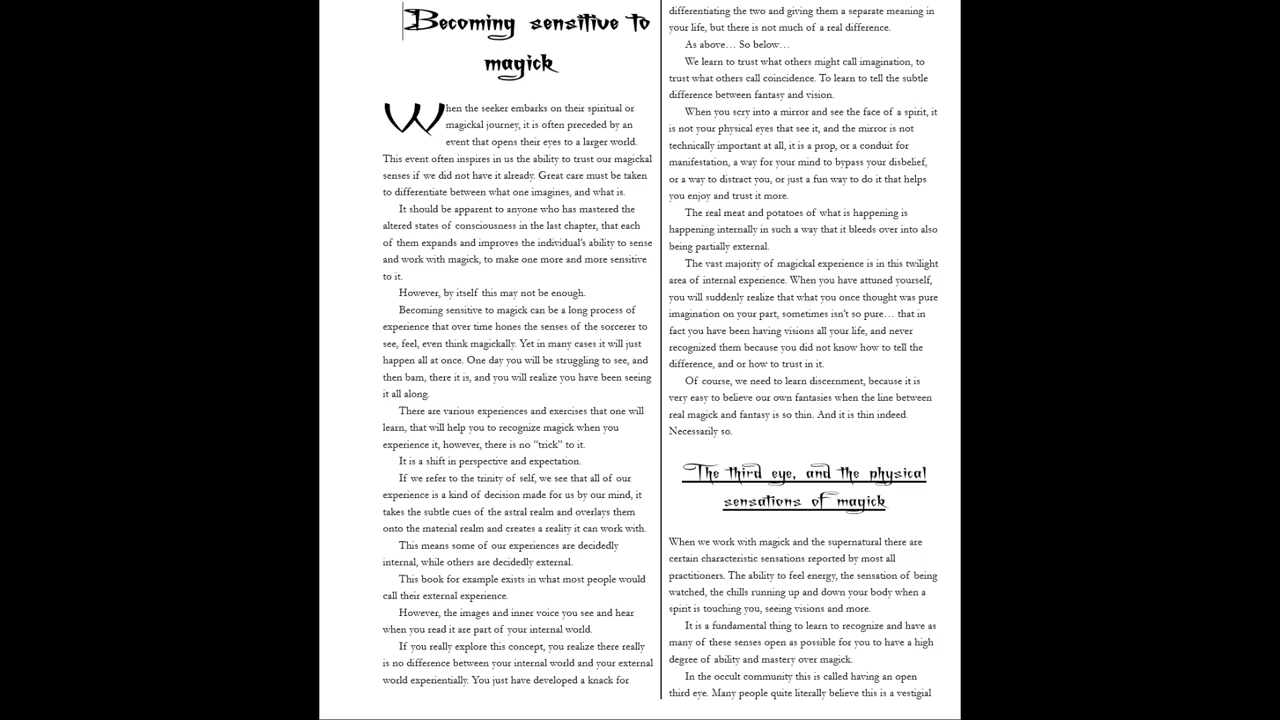 Becoming sensitive to
magick
When the seeker embarks on their spiritual or
magickal journey, it is often preceded by an
event that opens their eyes to a larger world.
This event often inspires in us the ability to trust our magickal
senses if we did not have it already. Great care must be taken
to differentiate between what one imagines, and what is.
It should be apparent to anyone who has mastered the
altered states of consciousness in the last chapter, that each
of them expands and improves the individual's ability to sense
and work with magick, to make one more and more sensitive
to it.
However, by itself this may not be enough.
Becoming sensitive to magick can be a long process of
experience that over time hones the senses of the sorcerer to
see, feel, even think magickally. Yet in many cases it will just
happen all at once. One day you will be struggling to see, and
then bam, there it is, and you will realize you have been seeing
it all along.
There are various experiences and exercises that one will
learn, that will help you to recognize magick when you
experience it, however, there is no “trick” to it.
It is a shift in perspective and expectation.
If we refer to the trinity of self, we see that all of our
experience is a kind of decision made for us by our mind, it
takes the subtle cues of the astral realm and overlays them
onto the material realm and creates a reality it can work with.
This means some of our experiences are decidedly
internal, while others are decidedly external.
This book for example exists in what most people would
call their external experience.
However, the images and inner voice you see and hear
when you read it are part of your internal world.
If you really explore this concept, you realize there really
is no difference between your internal world and your external
world experientially. You just have developed a knack for
differentiating the two and giving them a separate meaning in
your life, but there is not much of a real difference.
As above… So below…
We learn to trust what others might call imagination, to
trust what others call coincidence. To learn to tell the subtle
difference between fantasy and vision.
When you scry into a mirror and see the face of a spirit, it
is not your physical eyes that see it, and the mirror is not
technically important at all, it is a prop, or a conduit for
manifestation, a way for your mind to bypass your disbelief,
or a way to distract you, or just a fun way to do it that helps
you enjoy and trust it more.
The real meat and potatoes of what is happening is
happening internally in such a way that it bleeds over into also
being partially external.
The vast majority of magickal experience is in this twilight
area of internal experience. When you have attuned yourself,
you will suddenly realize that what you once thought was pure
imagination on your part, sometimes isn't so pure… that in
fact you have been having visions all your life, and never
recognized them because you did not know how to tell the
difference, and or how to trust in it.
Of course, we need to learn discernment, because it is
very easy to believe our own fantasies when the line between
real magick and fantasy is so thin. And it is thin indeed.
Necessarily so.
The third eye, and the physical
sensations of magick
When we work with magick and the supernatural there are
certain characteristic sensations reported by most all
practitioners. The ability to feel energy, the sensation of being
watched, the chills running up and down your body when a
spirit is touching you, seeing visions and more.
It is a fundamental thing to learn to recognize and have as
many of these senses open as possible for you to have a high
degree of ability and mastery over magick.
In the occult community this is called having an open
third eye. Many people quite literally believe this is a vestigial